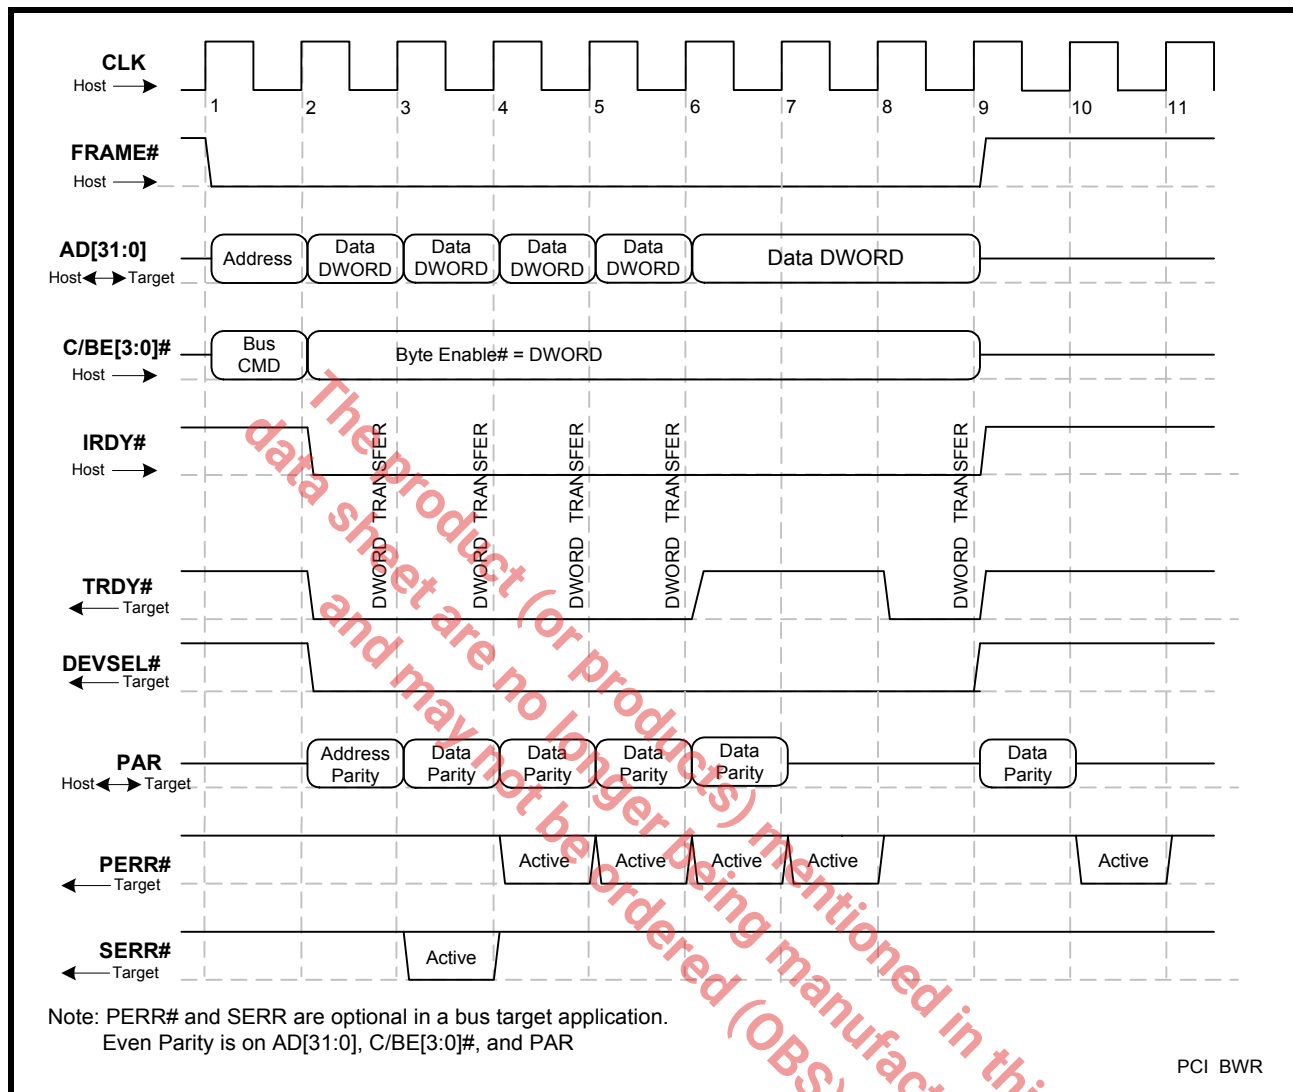 CLK
Host
1 2 3 4 5 6 7 8 9 10 11
FRAME#
Host
AD[31:0]
Host Target
Address
Data DWORD
Data DWORD
Data DWORD
Data DWORD
Data DWORD
C/BE[3:0]#
Host
Bus CMD
Byte Enable# = DWORD
IRDY#
Host
DWORD TRANSFER
DWORD TRANSFER
DWORD TRANSFER
DWORD TRANSFER
DWORD TRANSFER
TRDY#
Target
DEVSEL#
Target
PAR
Host Target
Address Parity
Data Parity
Data Parity
Data Parity
Data Parity
Data Parity
PERR#
Target
Active
Active
Active
Active
Active
SERR#
Target
Active
Note: PERR# and SERR are optional in a bus target application.
Even Parity is on AD[31:0], C/BE[3:0]#, and PAR
PCI BWR
The product (or products) mentioned in this
data sheet are no longer being
and may not be ordered (OBS)